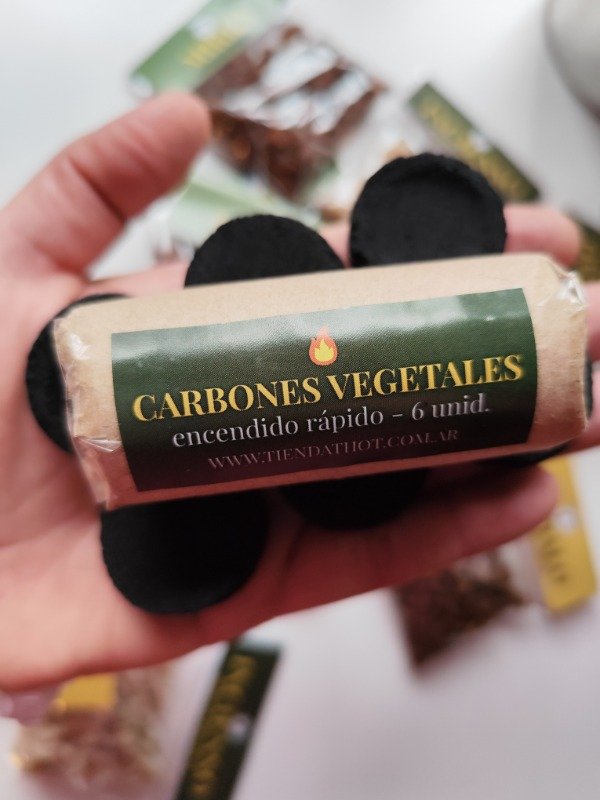 CARBONES VEGETALES
encendido rápido - 6 unid.
WWW.TIENDATHOT.COM.AR